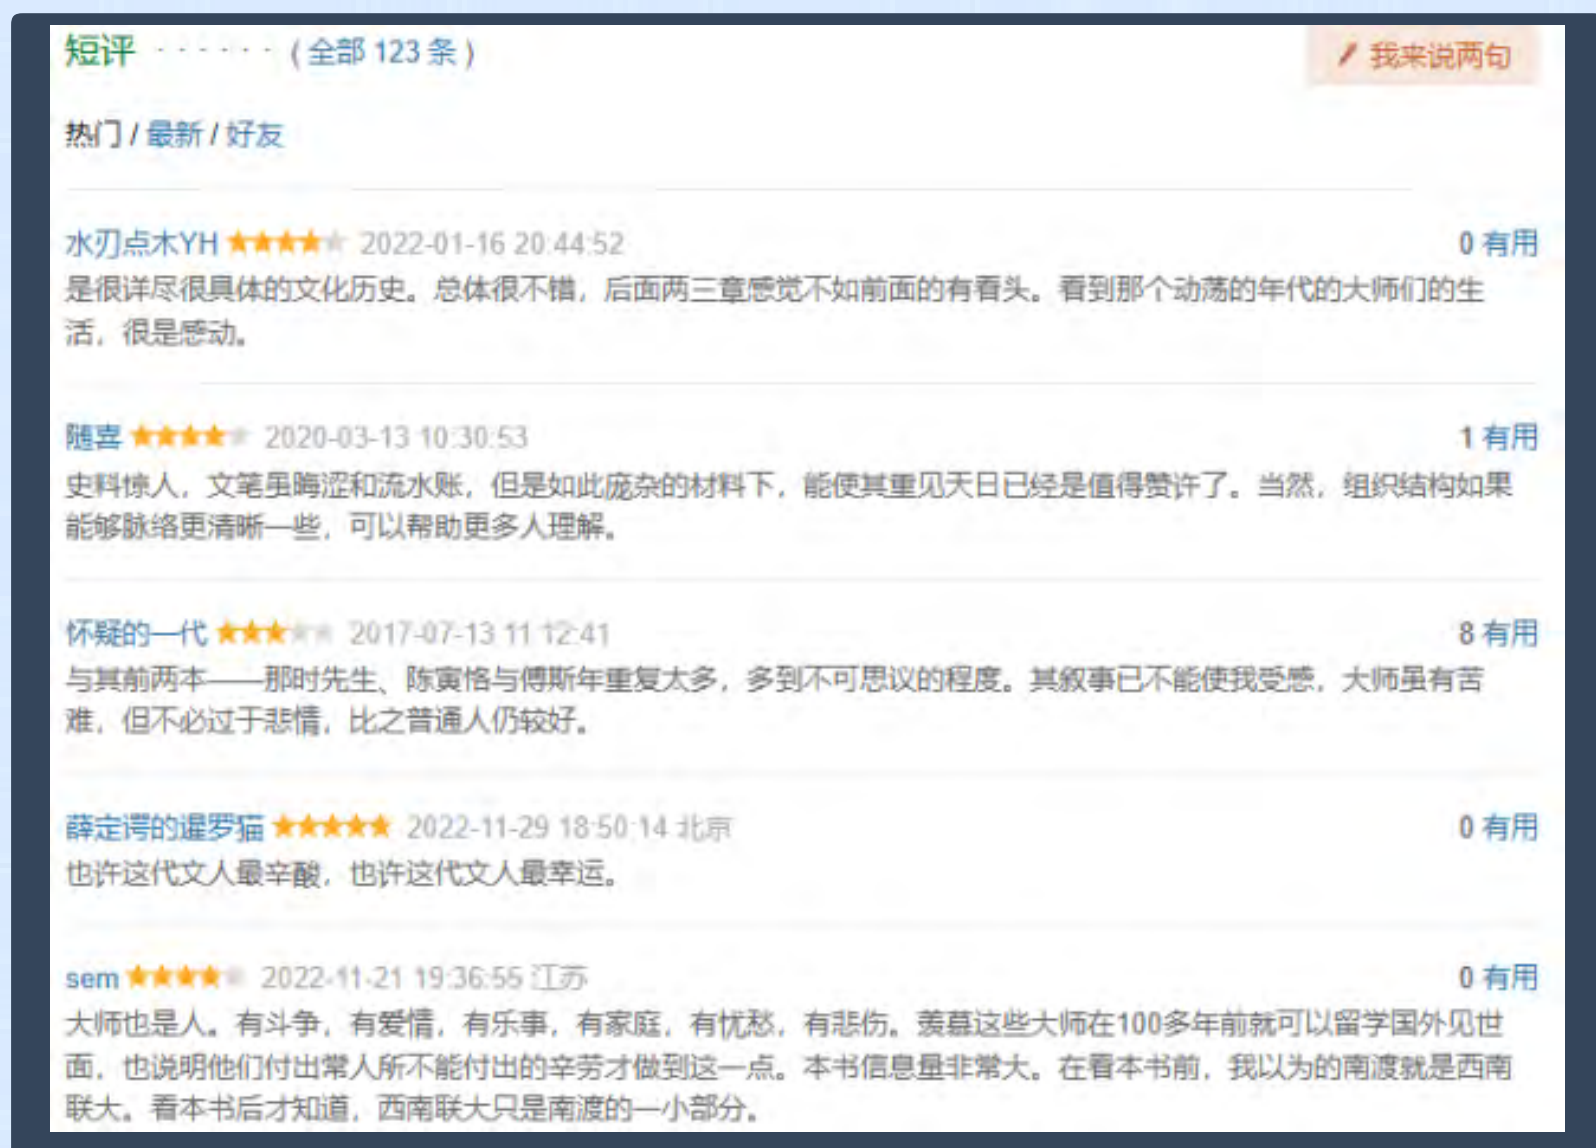 短评 · · · · · · ( 全部 123 条 )
我来说两句
热门 / 最新 / 好友
水刃点木YH 2022-01-16 20:44:52
0 有用
是很详尽很具体的文化历史。总体很不错，后面两三章感觉不如前面的有看头。看到那个动荡的年代的大师们的生
活，很是感动。
随喜 2020-03-13 10:30:53
1 有用
史料惊人，文笔虽晦涩和流水账，但是如此庞杂的材料下，能使其重见天日已经是值得赞许了。当然，组织结构如果
能够脉络更清晰一些，可以帮助更多人理解。
怀疑的一代 2017-07-13 11:12:41
8 有用
与其前两本——那时先生、陈寅恪与傅斯年重复太多，多到不可思议的程度。其叙事已不能使我受感，大师虽有苦
难，但不必过于悲情，比之普通人仍较好。
薛定谔的暹罗猫 2022-11-29 18:50:14 北京
0 有用
也许这代文人最辛酸，也许这代文人最幸运。
sem 2022-11-21 19:36:55 江苏
0 有用
大师也是人。有斗争，有爱情，有乐事，有家庭，有忧愁，有悲伤。羡慕这些大师在100多年前就可以留学国外见世
面，也说明他们付出常人所不能付出的辛劳才做到这一点。本书信息量非常大。在看本书前，我以为的南渡就是西南
联大。看本书后才知道，西南联大只是南渡的一小部分。